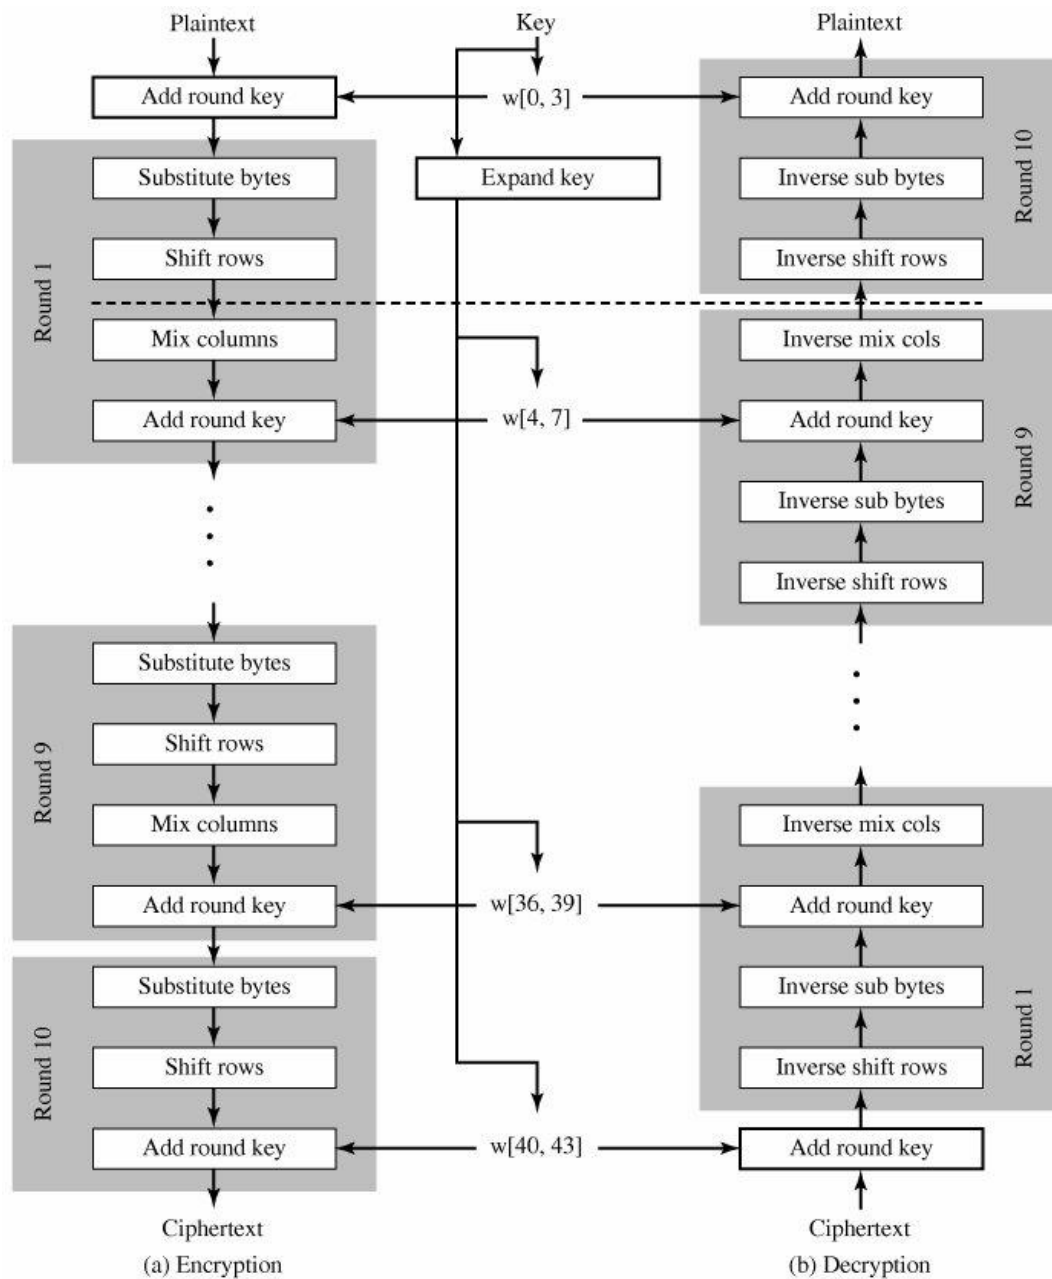 Plaintext
Add round key
Round 1
Substitute bytes
Shift rows
Mix columns
Add round key
Round 9
Substitute bytes
Shift rows
Mix columns
Add round key
Round 10
Substitute bytes
Shift rows
Add round key
Ciphertext
(a) Encryption
Key
w[0, 3]
Expand key
w[4, 7]
w[36, 39]
w[40, 43]
Plaintext
Add round key
Inverse sub bytes
Inverse shift rows
Round 10
Inverse mix cols
Add round key
Inverse sub bytes
Inverse shift rows
Round 9
Inverse mix cols
Add round key
Inverse sub bytes
Inverse shift rows
Round 1
Add round key
Ciphertext
(b) Decryption